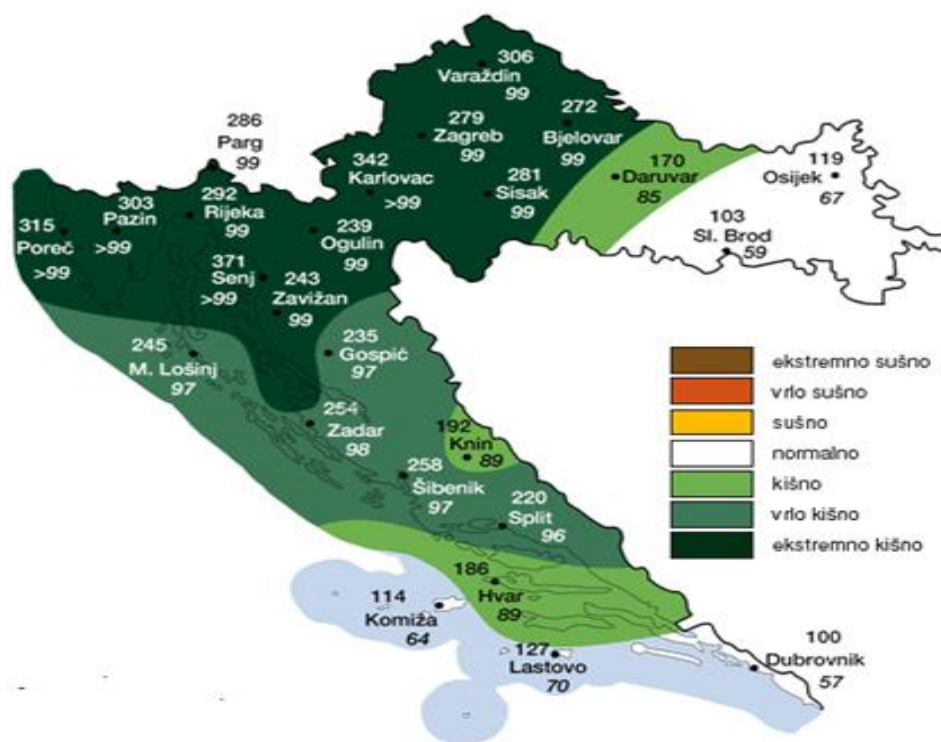 306
Varaždin
99
279
Zagreb
99
272
Bjelovar
99
286
Parg
99
342
Karlovac
>99
281
Sisak
99
170
Daruvar
85
119
Osijek
67
103
Sl. Brod
59
315
Poreč
>99
303
Pazin
>99
292
Rijeka
99
239
Ogulin
99
371
Senj
>99
243
Zavižan
99
245
M. Lošinj
97
235
Gospić
97
254
Zadar
98
192
Knin
89
258
Šibenik
97
220
Split
96
186
Hvar
89
114
Komiža
64
127
Lastovo
70
100
Dubrovnik
57
ekstremno sušno
vrlo sušno
sušno
normalno
kišno
vrlo kišno
ekstremno kišno